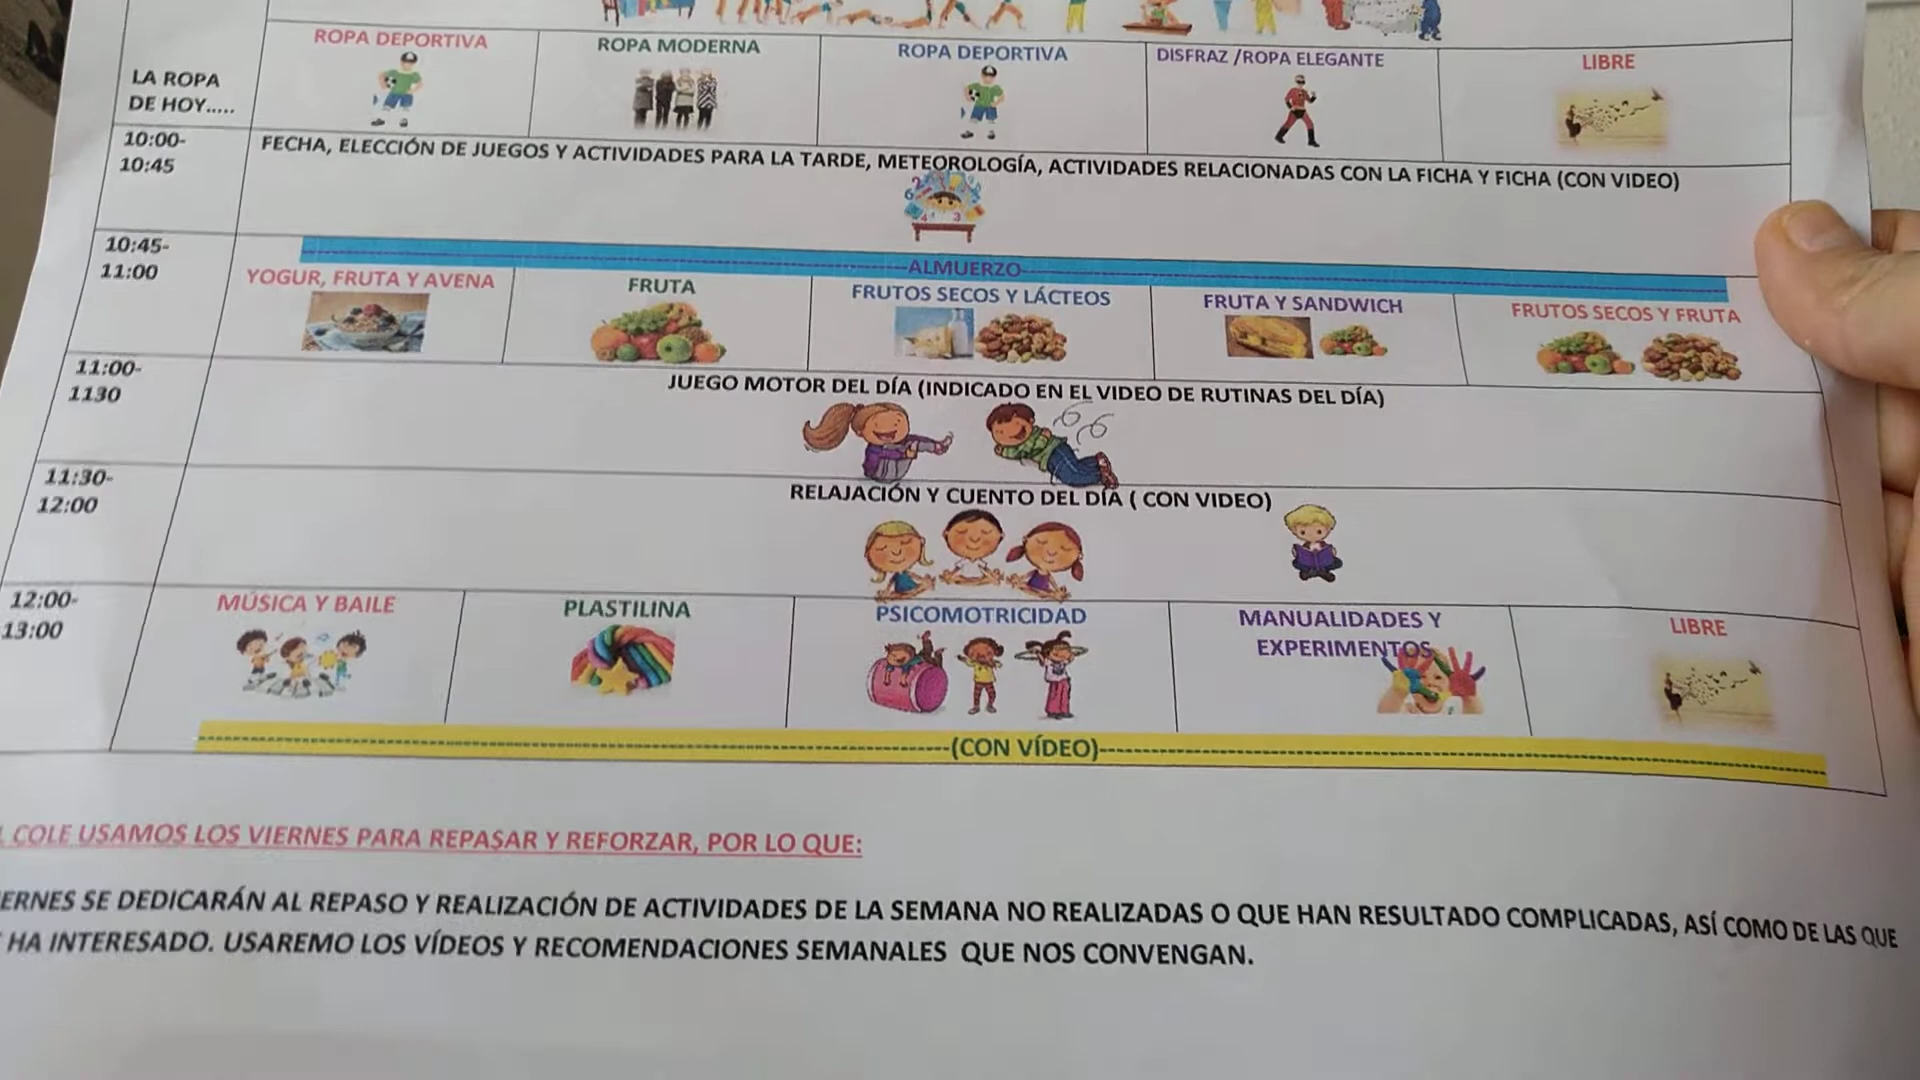 ROPA DEPORTIVA
ROPA MODERNA
ROPA DEPORTIVA
DISFRAZ /ROPA ELEGANTE
LIBRE
LA ROPA
DE HOY.....
10:00-
10:45
FECHA, ELECCIÓN DE JUEGOS Y ACTIVIDADES PARA LA TARDE, METEOROLOGÍA, ACTIVIDADES RELACIONADAS CON LA FICHA Y FICHA (CON VIDEO)
10:45-
11:00
ALMUERZO
YOGUR, FRUTA Y AVENA
FRUTA
FRUTOS SECOS Y LÁCTEOS
FRUTA Y SANDWICH
FRUTOS SECOS Y FRUTA
11:00-
1130
JUEGO MOTOR DEL DÍA (INDICADO EN EL VIDEO DE RUTINAS DEL DÍA)
11:30-
12:00
RELAJACIÓN Y CUENTO DEL DÍA ( CON VIDEO)
12:00-
13:00
MÚSICA Y BAILE
PLASTILINA
PSICOMOTRICIDAD
MANUALIDADES Y
EXPERIMENTOS
LIBRE
(CON VÍDEO)
COLE USAMOS LOS VIERNES PARA REPASAR Y REFORZAR, POR LO QUE:
ERNES SE DEDICARÁN AL REPASO Y REALIZACIÓN DE ACTIVIDADES DE LA SEMANA NO REALIZADAS O QUE HAN RESULTADO COMPLICADAS, ASÍ COMO DE LAS QUE
HA INTERESADO. USAREMO LOS VÍDEOS Y RECOMENDACIONES SEMANALES QUE NOS CONVENGAN.